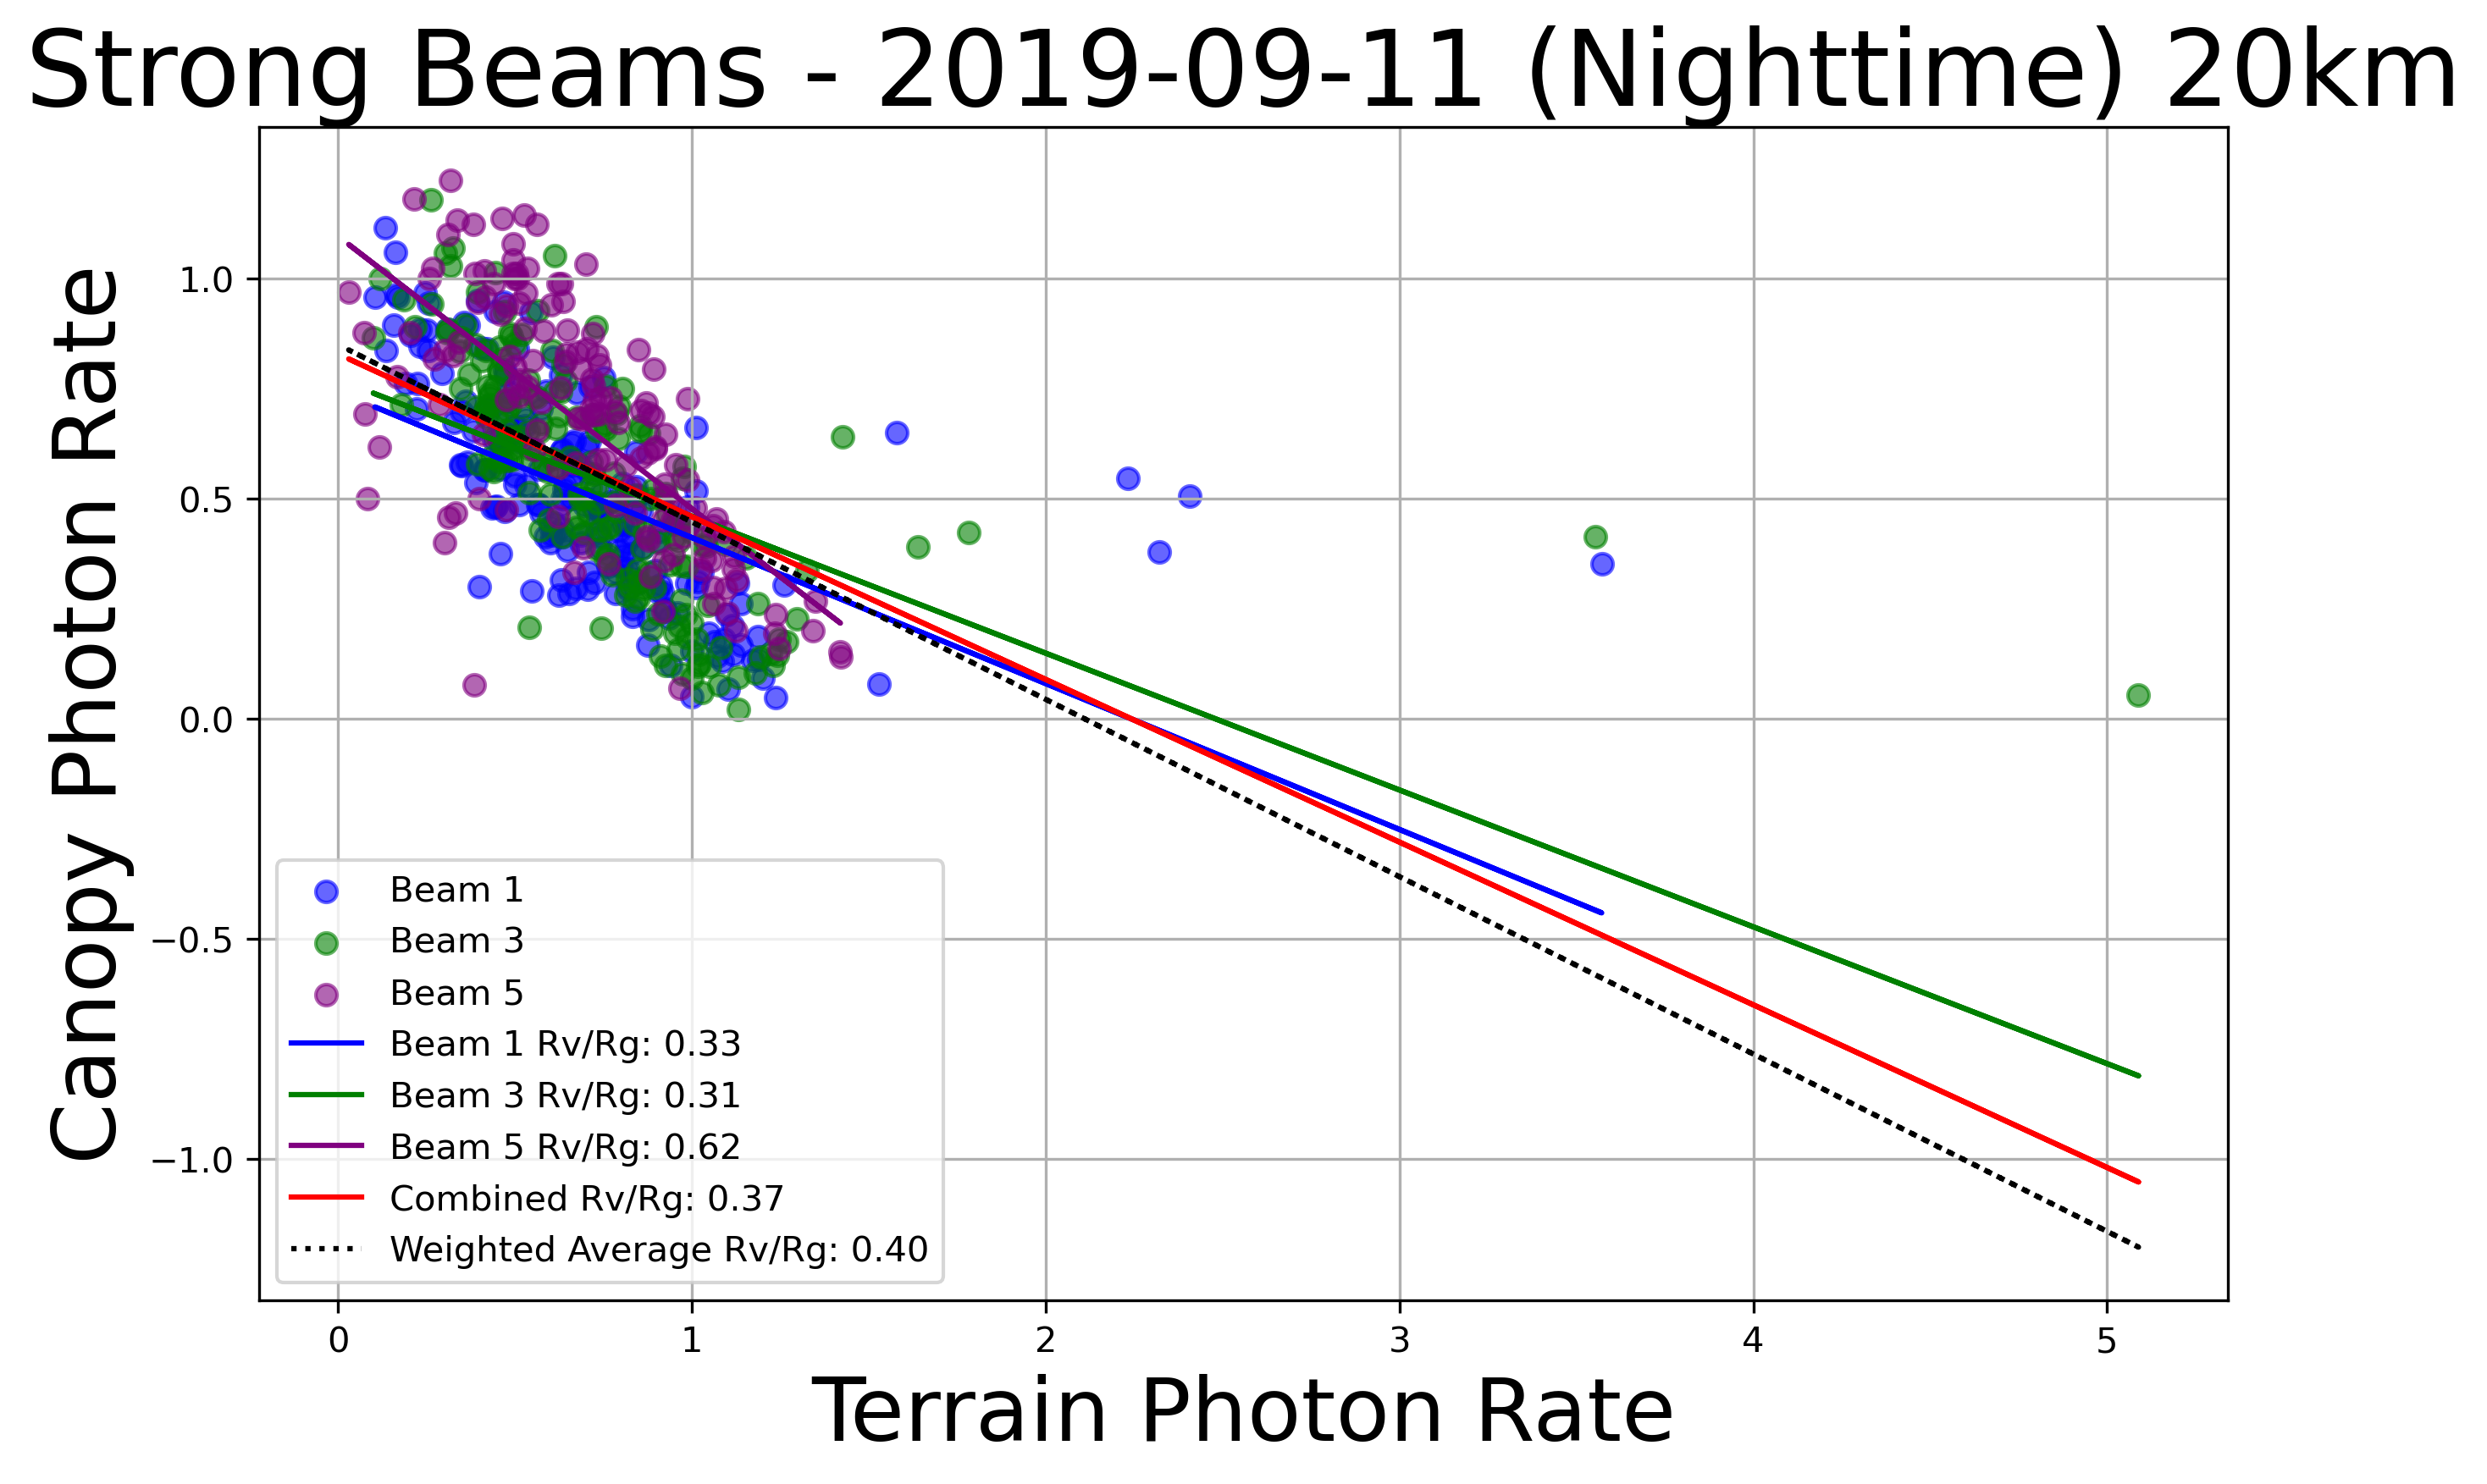 Strong Beams - 2019-09-11 (Nighttime) 20km
Canopy Photon Rate
1.0
0.5
0.0
−0.5
−1.0
Beam 1
Beam 3
Beam 5
Beam 1 Rv/Rg: 0.33
Beam 3 Rv/Rg: 0.31
Beam 5 Rv/Rg: 0.62
Combined Rv/Rg: 0.37
Weighted Average Rv/Rg: 0.40
0 1 2 3 4 5
Terrain Photon Rate